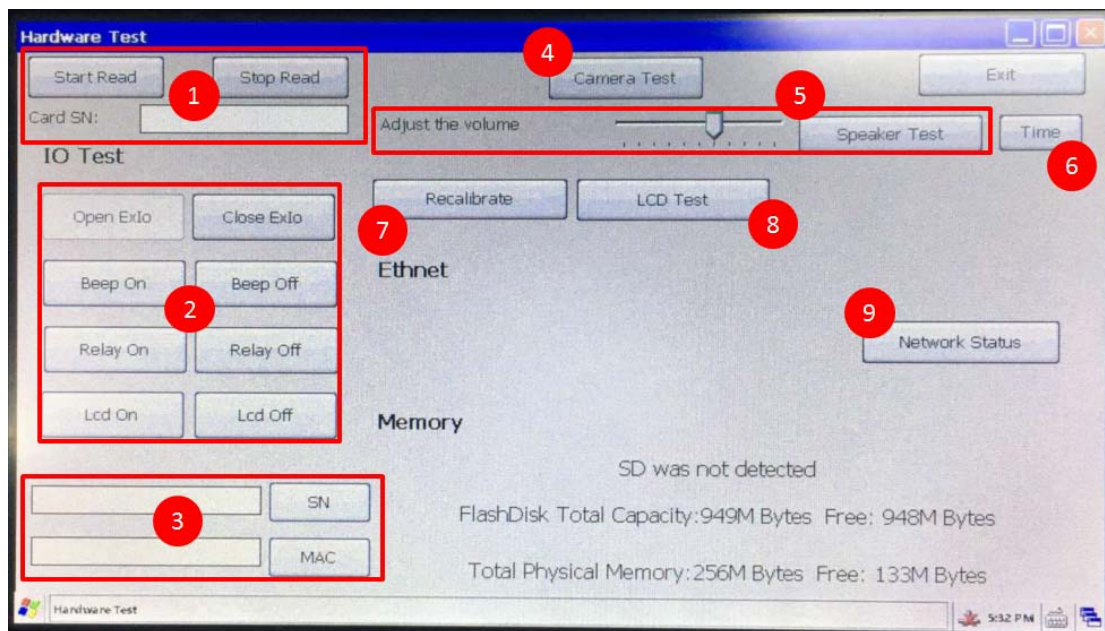 Hardware Test
Start Read
Stop Read
1
Card SN:
4
Camera Test
Exit
5
Adjust the volume
Speaker Test
Time
6
IO Test
Open ExIo
Close ExIo
Recalibrate
LCD Test
7
8
Beep On
Beep Off
2
Ethnet
9
Relay On
Relay Off
Network Status
Lcd On
Lcd Off
Memory
SD was not detected
SN
3
FlashDisk Total Capacity:949M Bytes Free: 948M Bytes
MAC
Total Physical Memory:256M Bytes Free: 133M Bytes
Hardware Test
5:32 PM